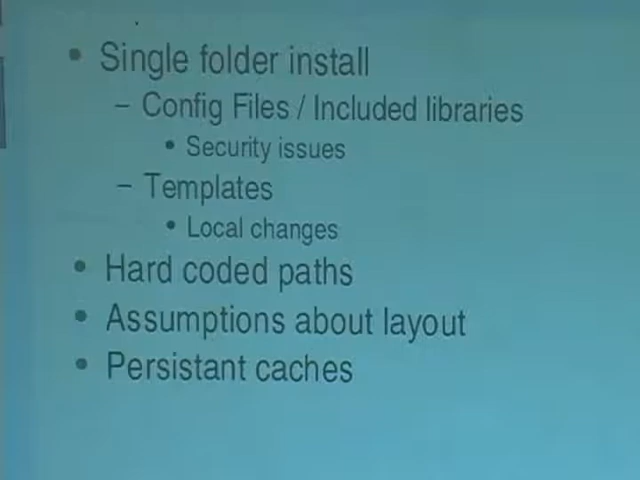 • Single folder install
– Config Files / Included libraries
• Security issues
– Templates
• Local changes
• Hard coded paths
• Assumptions about layout
• Persistant caches